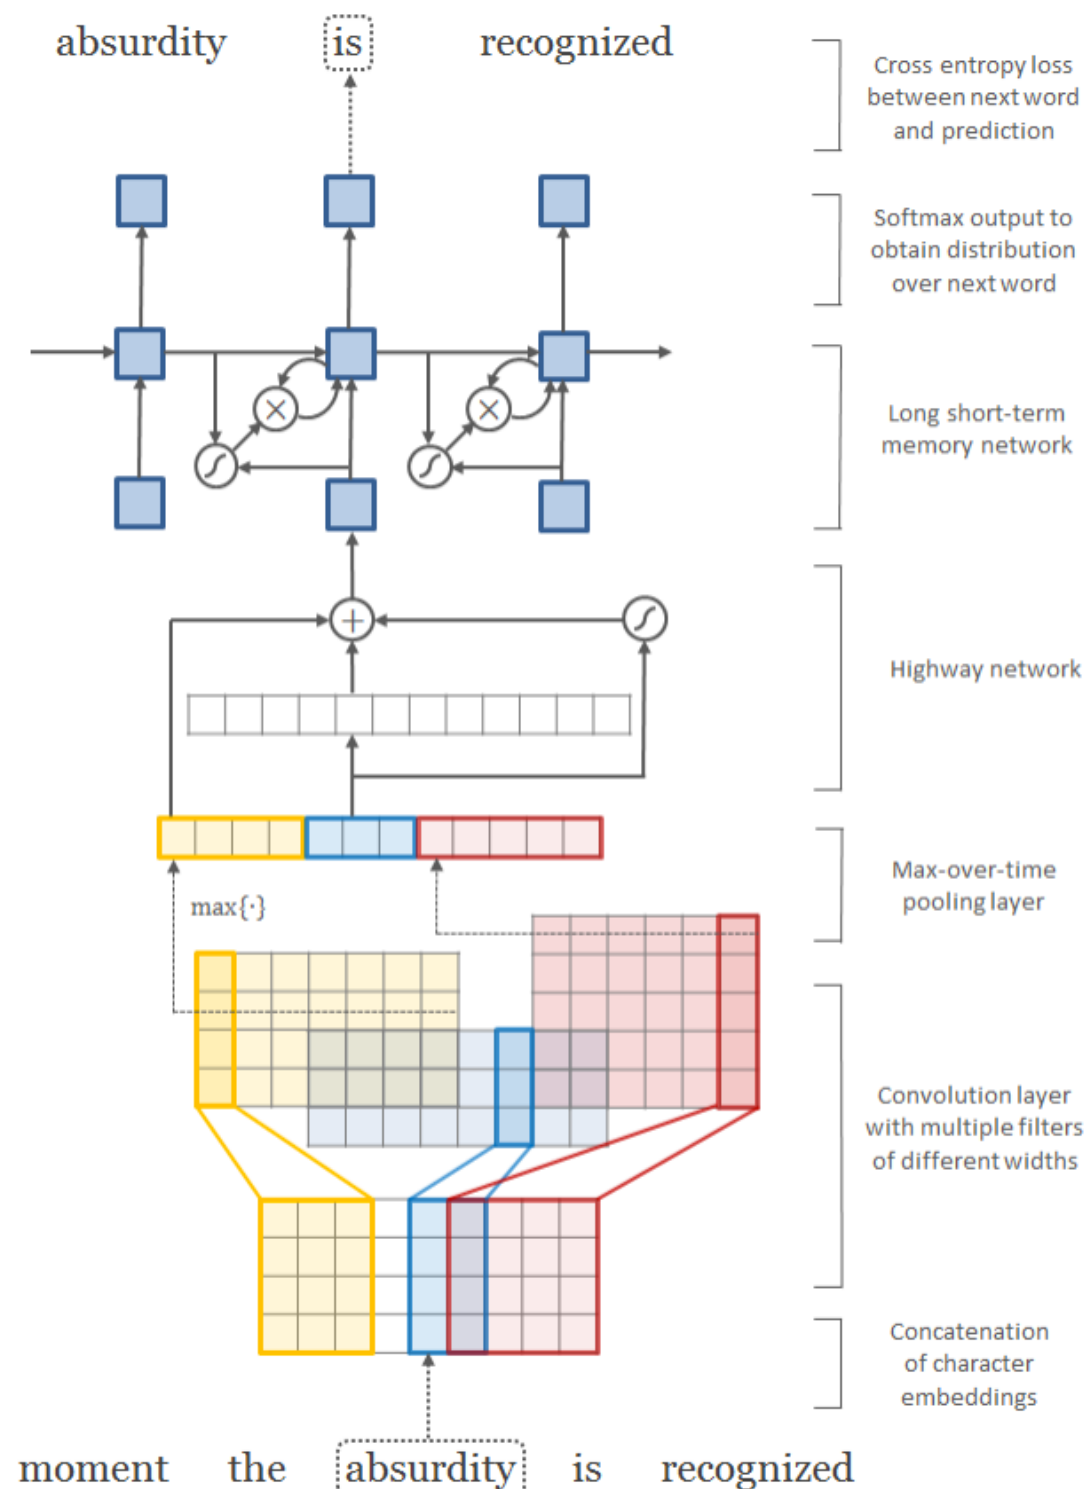 absurdity is recognized
Cross entropy loss
between next word
and prediction
Softmax output to
obtain distribution
over next word
Long short-term
memory network
+
Highway network
Max-over-time
pooling layer
max{·}
Convolution layer
with multiple filters
of different widths
Concatenation
of character
embeddings
moment the absurdity is recognized